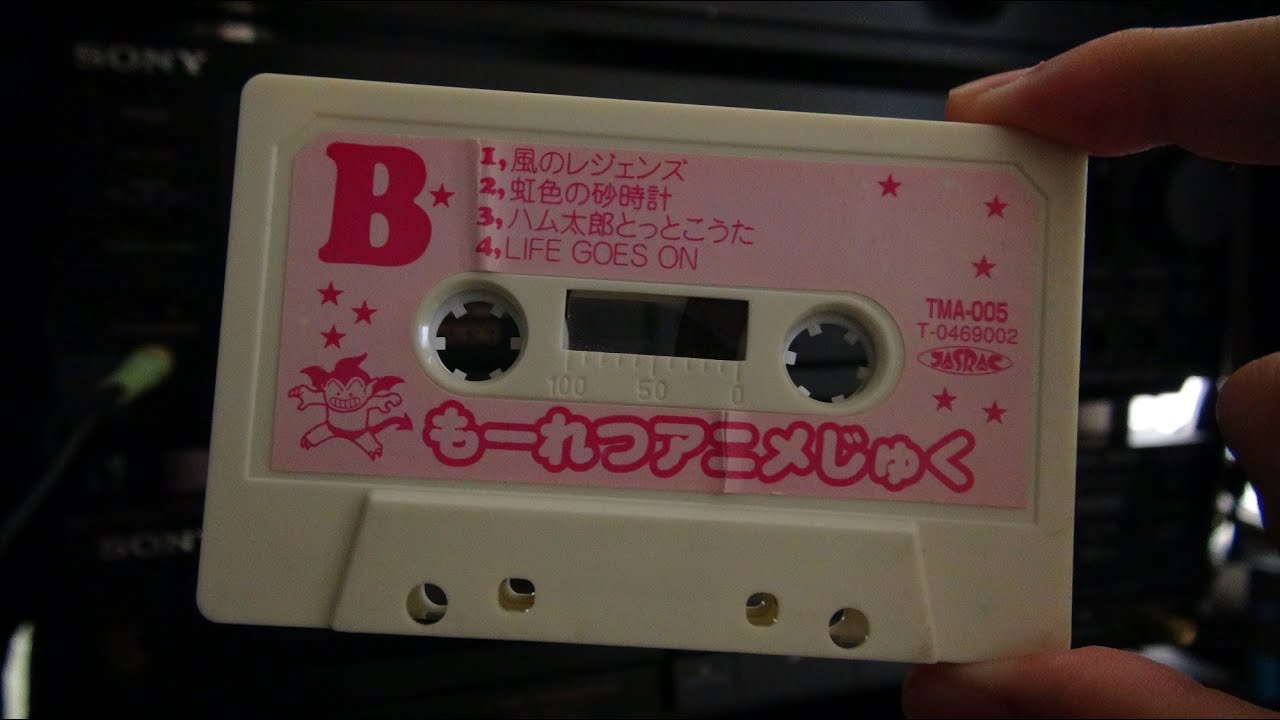 SONY
B
1, 風のレジェンズ
2, 虹色の砂時計
3, ハム太郎とっとこうた
4, LIFE GOES ON
TMA-005
T-0469002
JASRAC
100 50 0
もーれつアニメじゅく
SONY